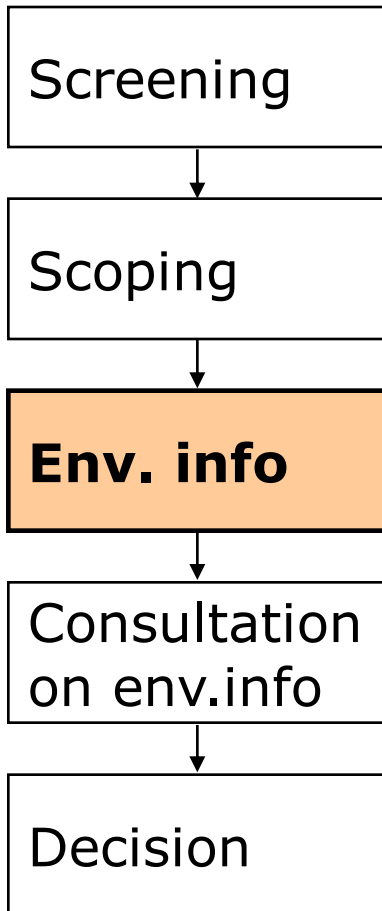 Screening
Scoping
Env. info
Consultation
on env.info
Decision